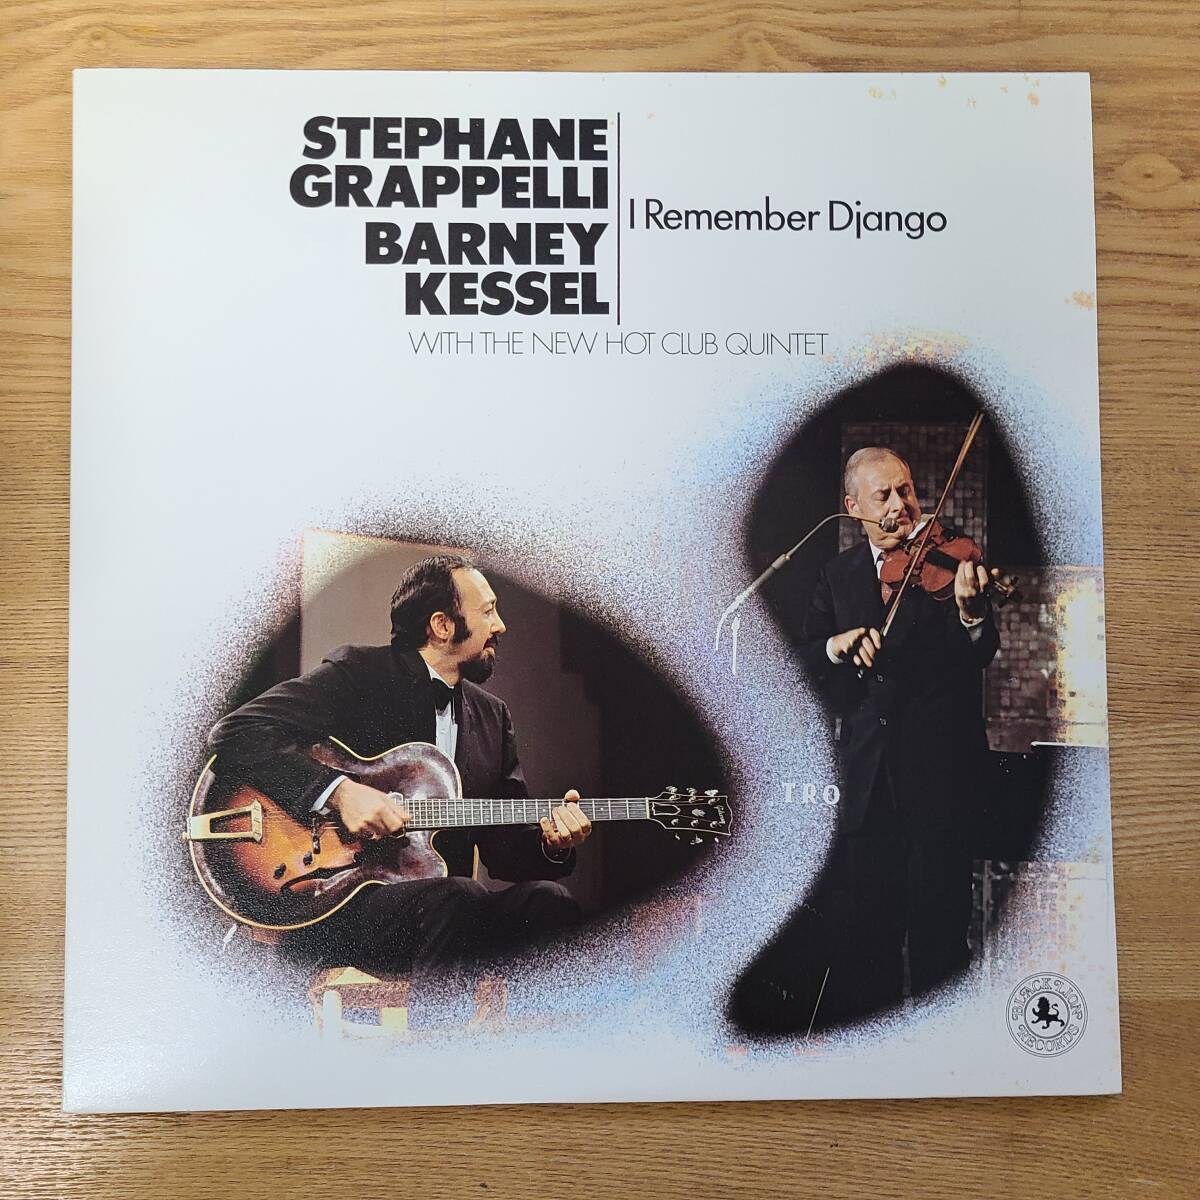 STEPHANE
GRAPPELLI
BARNEY
KESSEL
I Remember Django
WITH THE NEW HOT CLUB QUINTET
TRO
BLACK LION
RECORDS